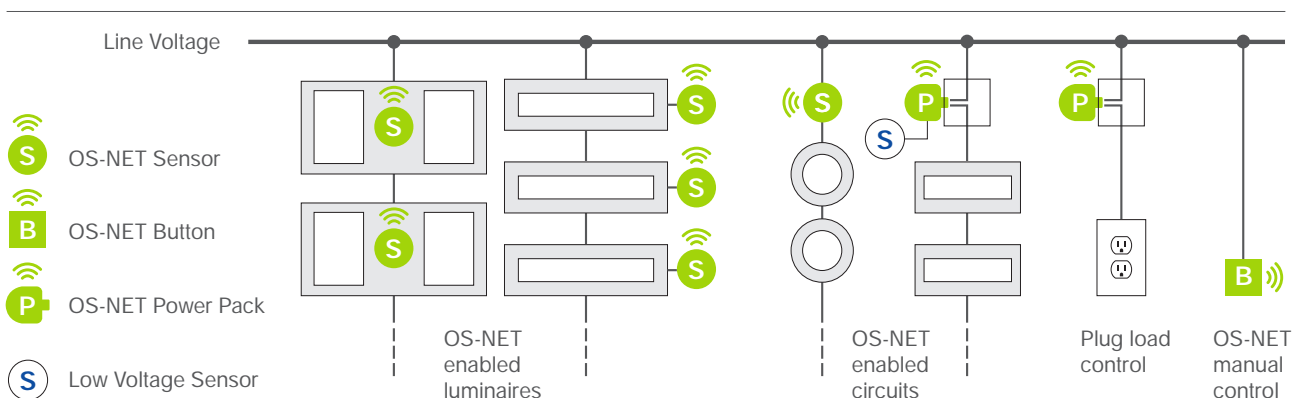 Line Voltage
S
S
S
S
P
P
S
S
OS-NET Sensor
S
S
S
B
OS-NET Button
B
P
OS-NET Power Pack
OS-NET
enabled
luminaires
OS-NET
enabled
circuits
Plug load
control
OS-NET
manual
control
S
Low Voltage Sensor